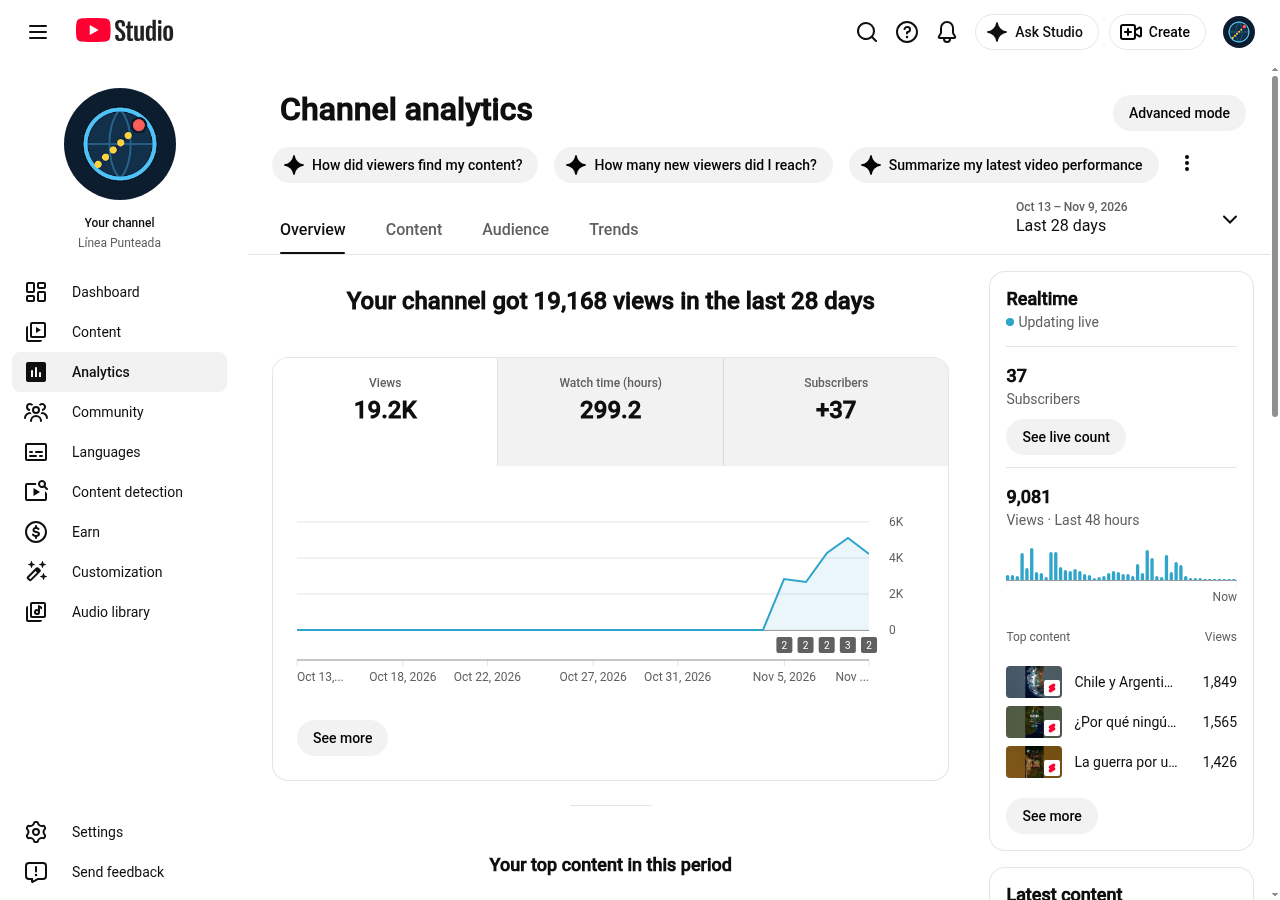 Studio
Ask Studio
Create
Your channel
Línea Punteada
Dashboard
Content
Analytics
Community
Languages
Content detection
Earn
Customization
Audio library
Settings
Send feedback
Channel analytics
Advanced mode
How did viewers find my content?
How many new viewers did I reach?
Summarize my latest video performance
Overview
Content
Audience
Trends
Oct 13 – Nov 9, 2026
Last 28 days
Your channel got 19,168 views in the last 28 days
Views
19.2K
Watch time (hours)
299.2
Subscribers
+37
6K
4K
2K
0
2 2 2 3 2
Oct 13,... Oct 18, 2026 Oct 22, 2026 Oct 27, 2026 Oct 31, 2026 Nov 5, 2026 Nov ...
See more
Your top content in this period
Realtime
Updating live
37
Subscribers
See live count
9,081
Views · Last 48 hours
Now
Top content Views
Chile y Argenti... 1,849
¿Por qué ningú... 1,565
La guerra por u... 1,426
See more
Latest content